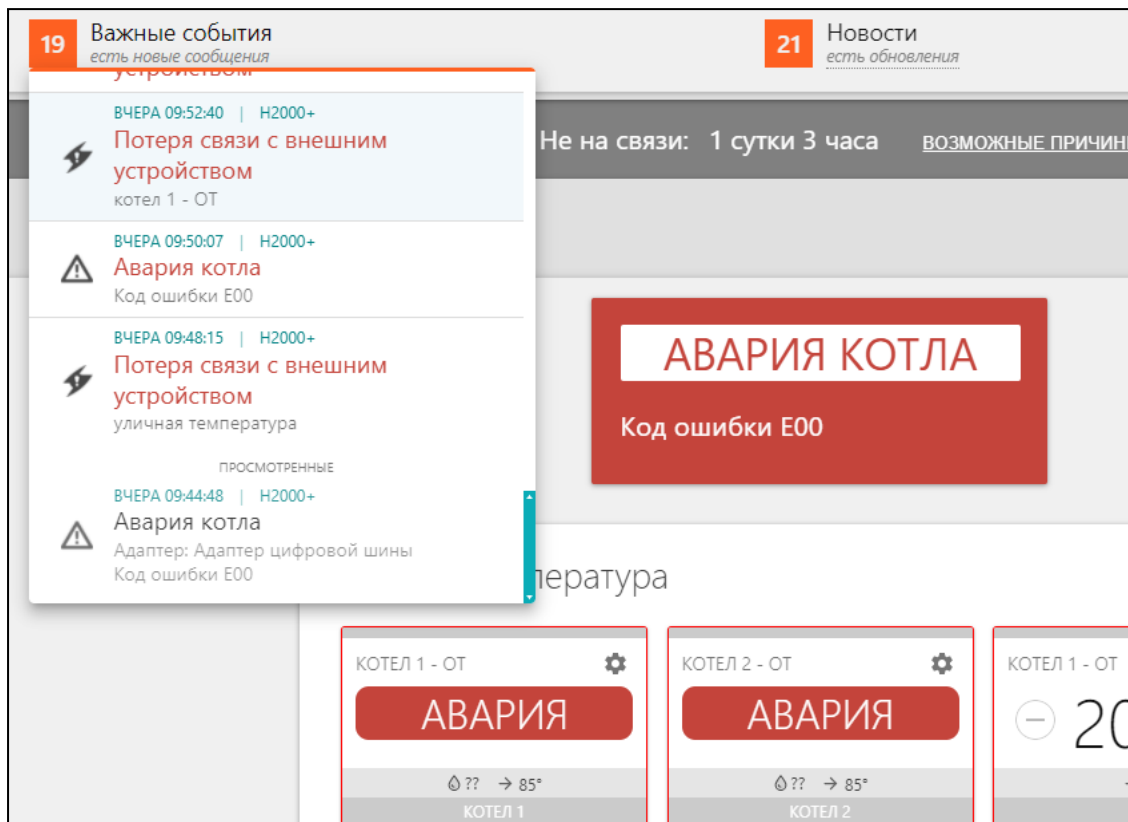 19
Важные события
есть новые сообщения
21
Новости
есть обновления
устройством
ВЧЕРА 09:52:40 | H2000+
Потеря связи с внешним
устройством
котел 1 - ОТ
Не на связи: 1 сутки 3 часа
ВОЗМОЖНЫЕ ПРИЧИН
ВЧЕРА 09:50:07 | H2000+
Авария котла
Код ошибки E00
ВЧЕРА 09:48:15 | H2000+
Потеря связи с внешним
устройством
уличная температура
ПРОСМОТРЕННЫЕ
ВЧЕРА 09:44:48 | H2000+
Авария котла
Адаптер: Адаптер цифровой шины
Код ошибки E00
АВАРИЯ КОТЛА
Код ошибки E00
пература
КОТЕЛ 1 - ОТ
АВАРИЯ
?? → 85°
КОТЕЛ 1
КОТЕЛ 2 - ОТ
АВАРИЯ
?? → 85°
КОТЕЛ 2
КОТЕЛ 1 - ОТ
20